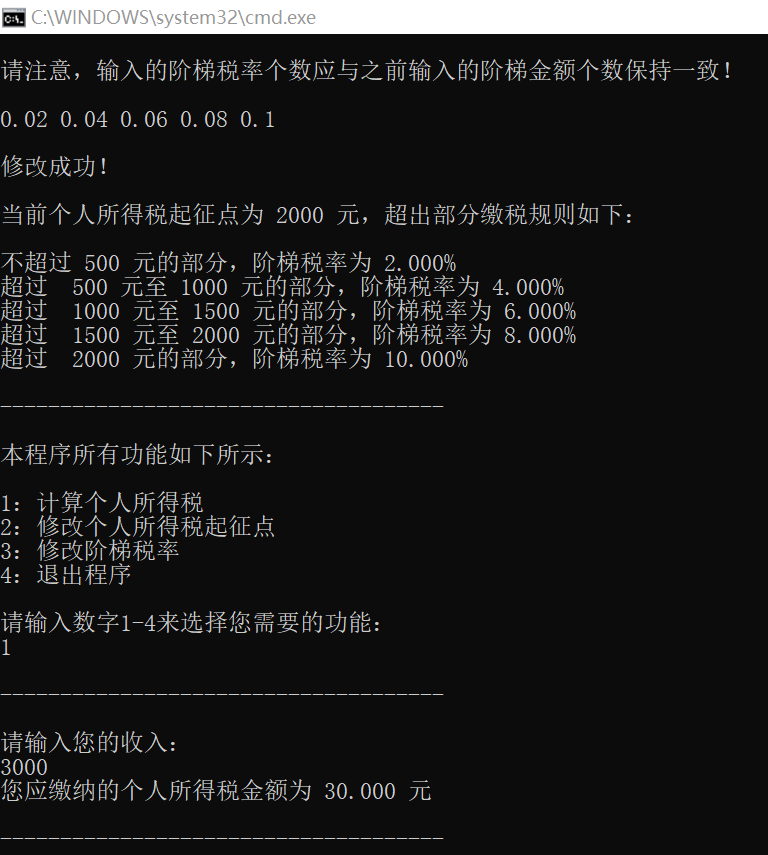 C:\WINDOWS\system32\cmd.exe
请注意，输入的阶梯税率个数应与之前输入的阶梯金额个数保持一致！
0.02 0.04 0.06 0.08 0.1
修改成功！
当前个人所得税起征点为 2000 元，超出部分缴税规则如下：
不超过 500 元的部分，阶梯税率为 2.000%
超过  500 元至 1000 元的部分，阶梯税率为 4.000%
超过  1000 元至 1500 元的部分，阶梯税率为 6.000%
超过  1500 元至 2000 元的部分，阶梯税率为 8.000%
超过  2000 元的部分，阶梯税率为 10.000%
-------------------------------------
本程序所有功能如下所示：
1：计算个人所得税
2：修改个人所得税起征点
3：修改阶梯税率
4：退出程序
请输入数字1-4来选择您需要的功能：
1
-------------------------------------
请输入您的收入：
3000
您应缴纳的个人所得税金额为 30.000 元
-------------------------------------